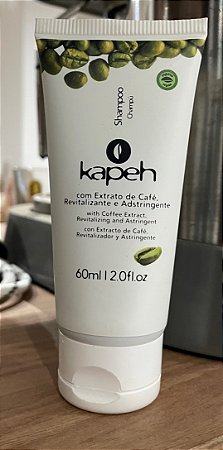 Shampoo
Champú
kapeh
com Extrato de Café,
Revitalizante e Adstringente
with Coffee Extract,
Revitalizing and Astringent
con Extracto de Café,
Revitalizador y Astringente
60ml | 2.0fl.oz